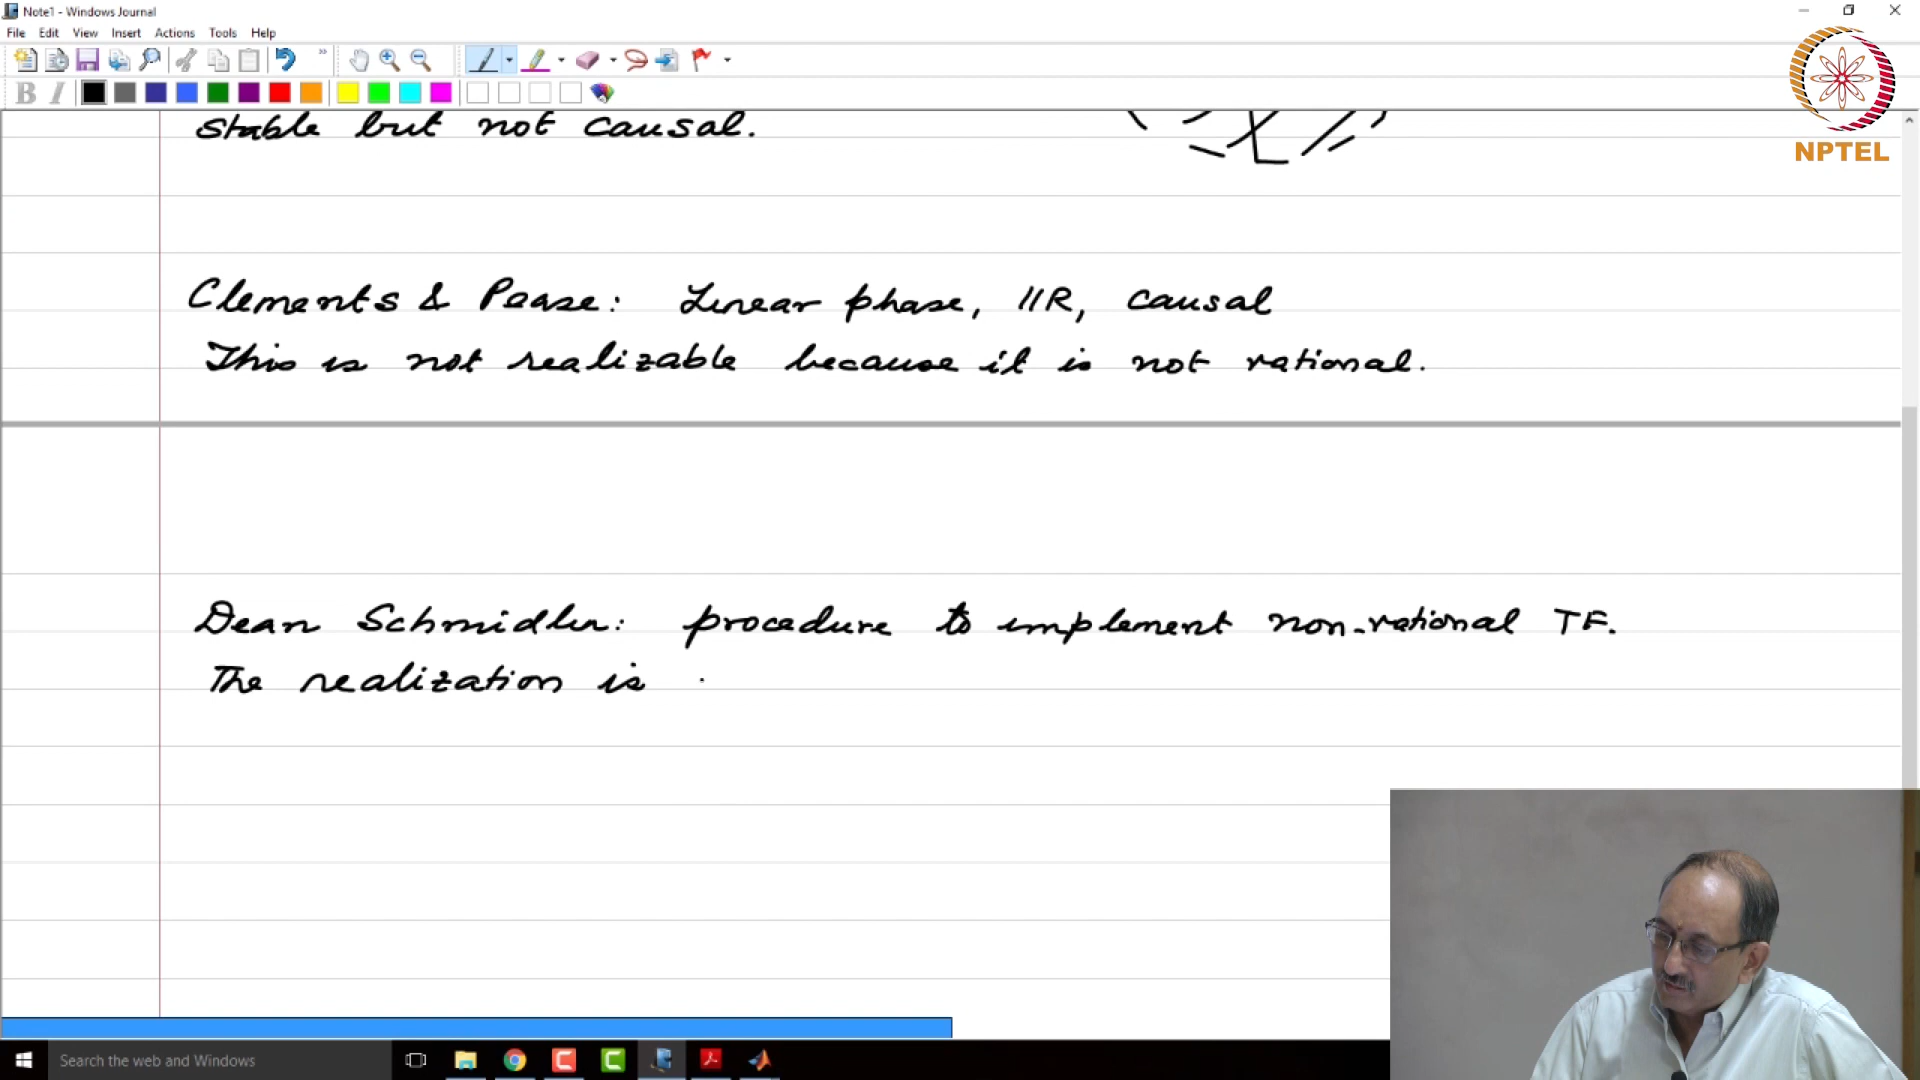 Note1 - Windows Journal
File Edit View Insert Actions Tools Help
B I
NPTEL
stable but not causal.
Clements & Pease: Linear phase, IIR, causal
This is not realizable because it is not rational.
Dean Schmidlin: procedure to implement non-rational TF.
The realization is
Search the web and Windows